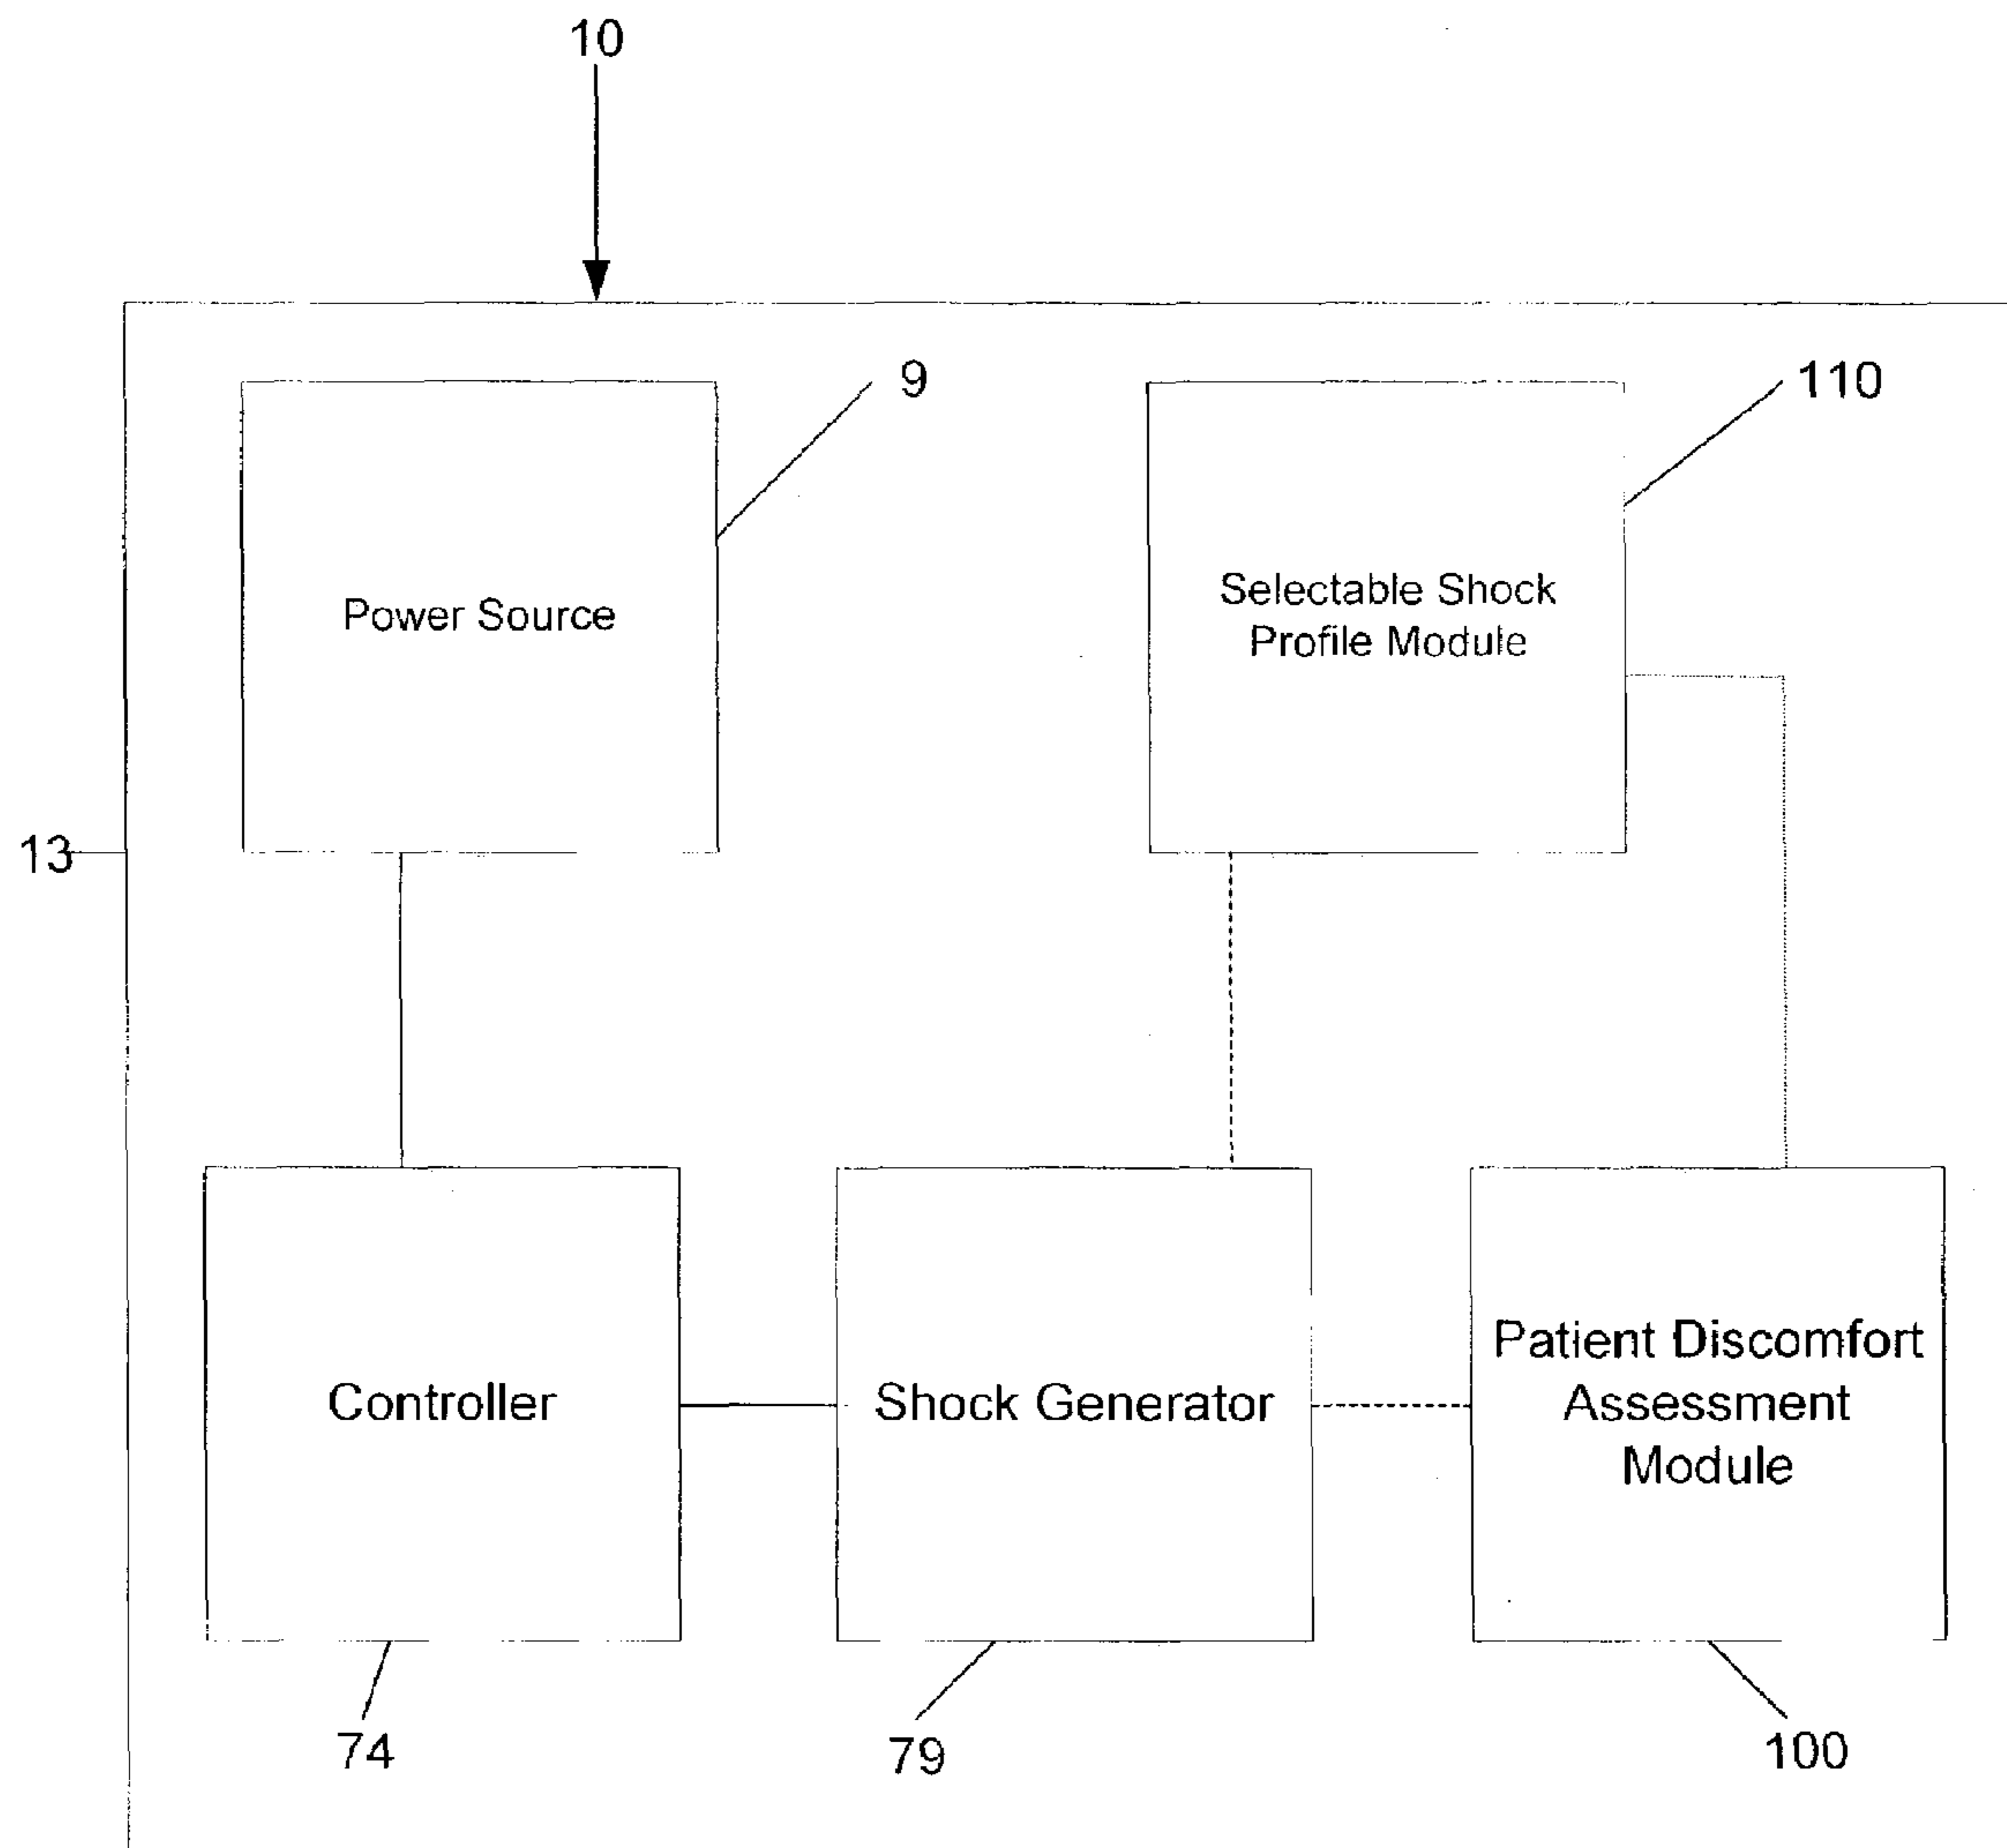 10
9
110
Power Source
Selectable Shock
Profile Module
13
Controller
Shock Generator
Patient Discomfort
Assessment
Module
74
79
100